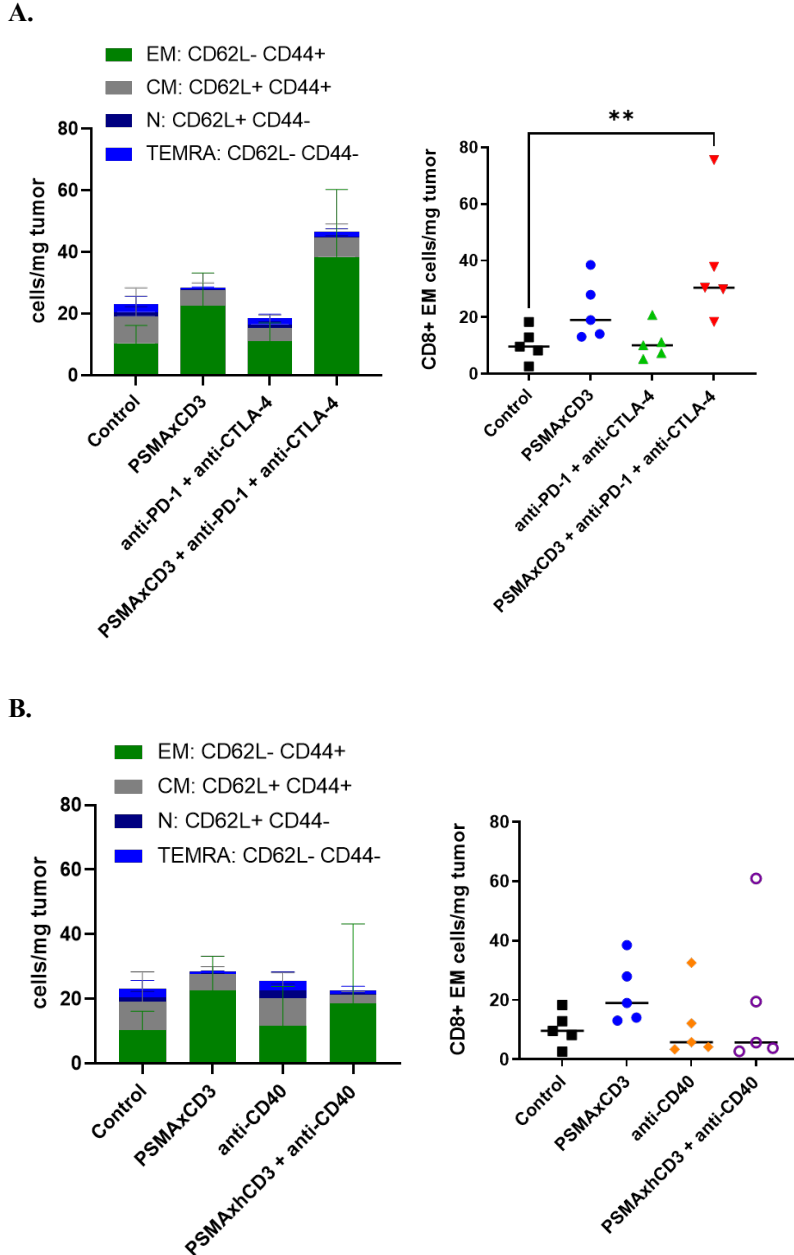 A.
EM: CD62L- CD44+
CM: CD62L+ CD44+
N: CD62L+ CD44-
TEMRA: CD62L- CD44-
cells/mg tumor
80
60
40
20
0
Control
PSMAxCD3
anti-PD-1 + anti-CTLA-4
PSMAxCD3 + anti-PD-1 + anti-CTLA-4
**
CD8+ EM cells/mg tumor
80
60
40
20
0
Control
PSMAxCD3
anti-PD-1 + anti-CTLA-4
PSMAxCD3 + anti-PD-1 + anti-CTLA-4
B.
EM: CD62L- CD44+
CM: CD62L+ CD44+
N: CD62L+ CD44-
TEMRA: CD62L- CD44-
cells/mg tumor
80
60
40
20
0
Control
PSMAxCD3
anti-CD40
PSMAxhCD3 + anti-CD40
CD8+ EM cells/mg tumor
80
60
40
20
0
Control
PSMAxCD3
anti-CD40
PSMAxhCD3 + anti-CD40